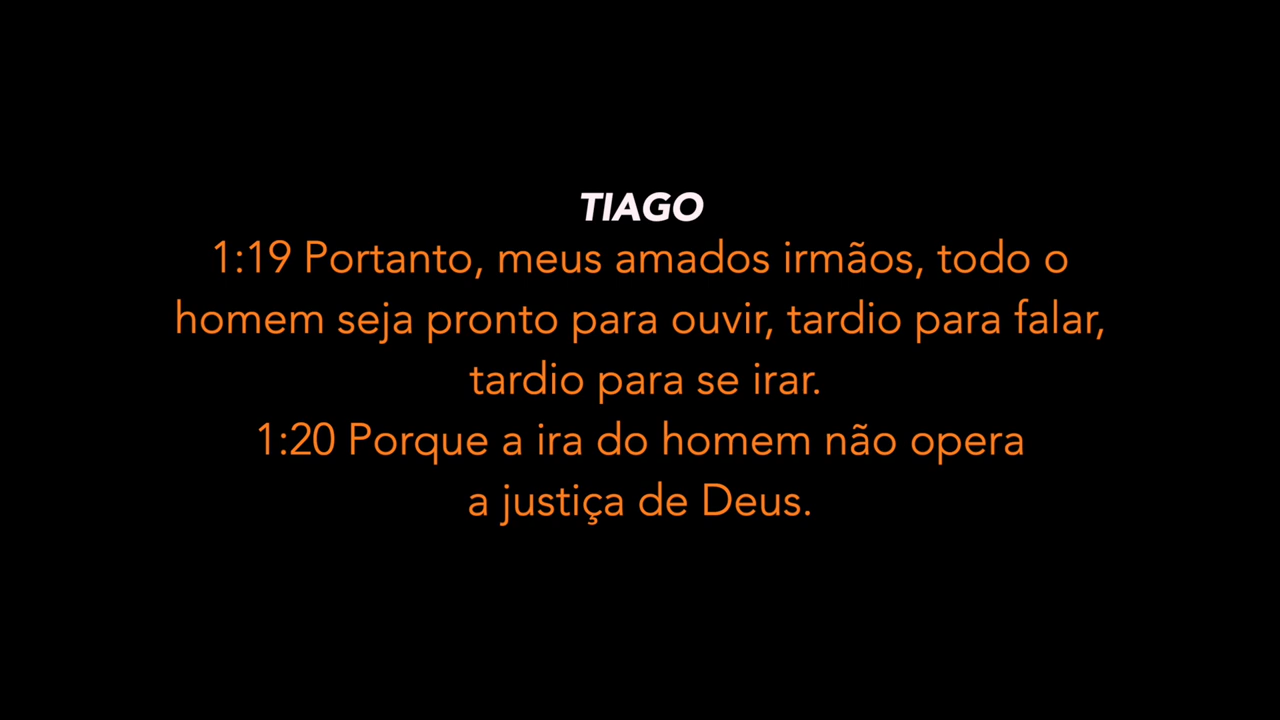 TIAGO
1:19 Portanto, meus amados irmãos, todo o
homem seja pronto para ouvir, tardio para falar,
tardio para se irar.
1:20 Porque a ira do homem não opera
a justiça de Deus.